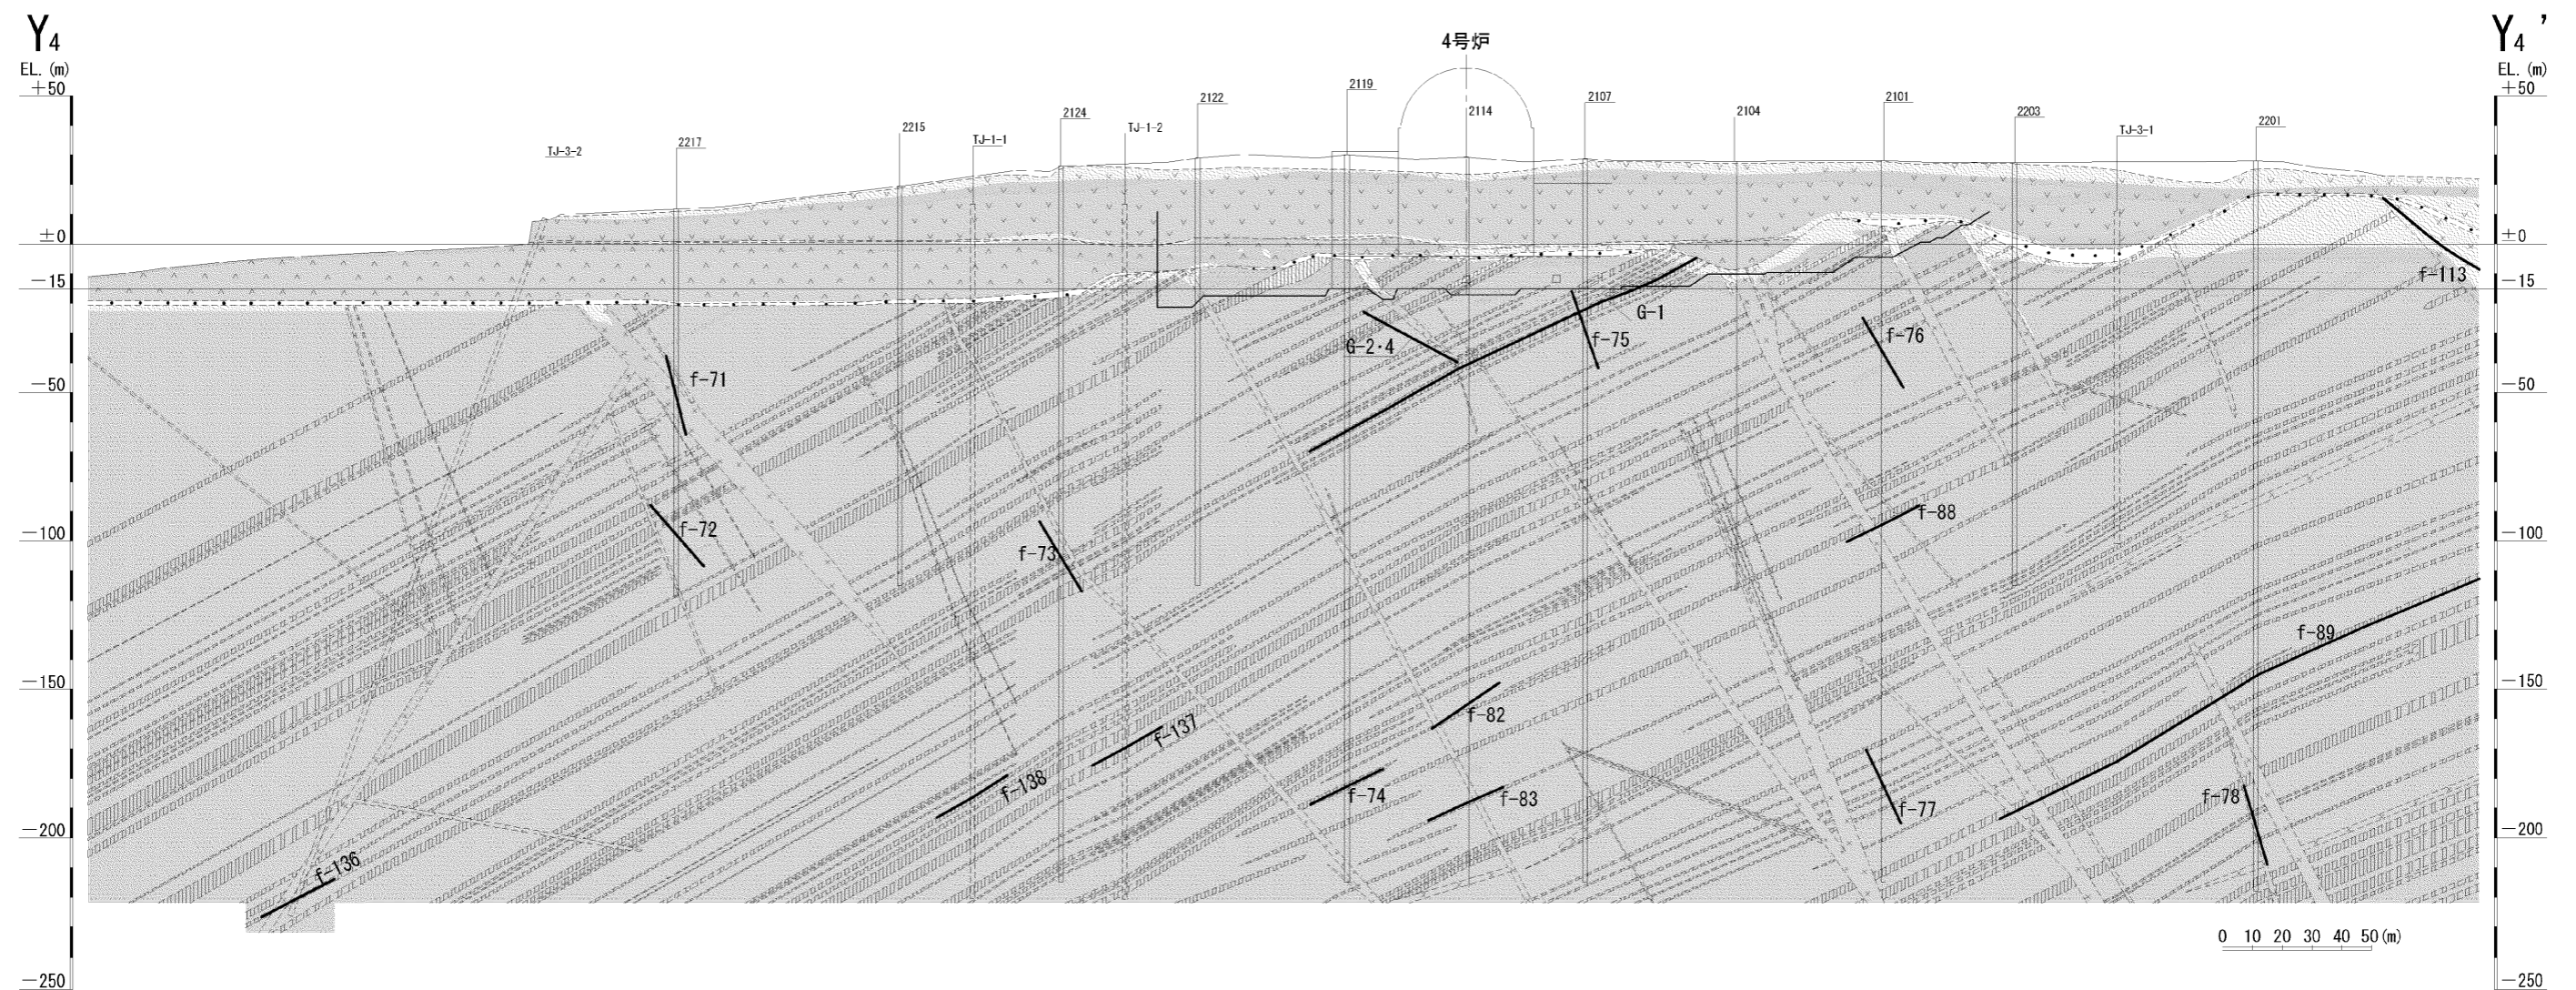 Y4
Y4'
4号炉
EL.(m)
EL.(m)
+50
+50
2119
2122
2107
2114
2124
2104
2101
2203
2201
2215
TJ-1-1
TJ-1-2
TJ-3-1
TJ-3-2
2217
±0
±0
f-113
-15
-15
G-1
f-75
f-76
G-2・4
f-71
-50
-50
f-72
f-73
f-88
-100
-100
f-89
-150
-150
f-137
f-82
f-138
f-74
f-83
f-77
f-78
-200
-200
f-136
0 10 20 30 40 50(m)
-250
-250